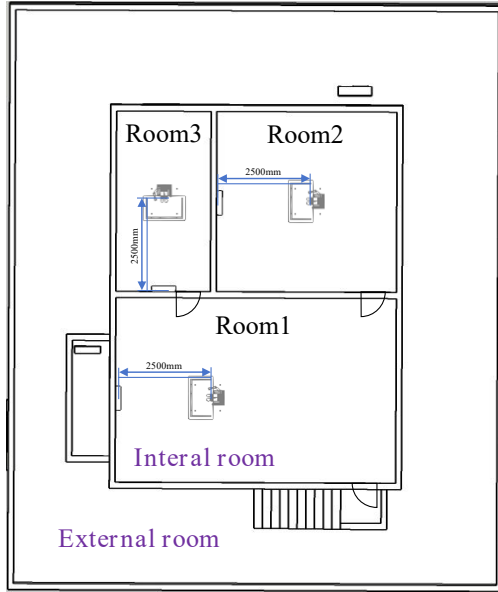 Room3
Room2
2500mm
2500mm
Room1
2500mm
Interal room
External room